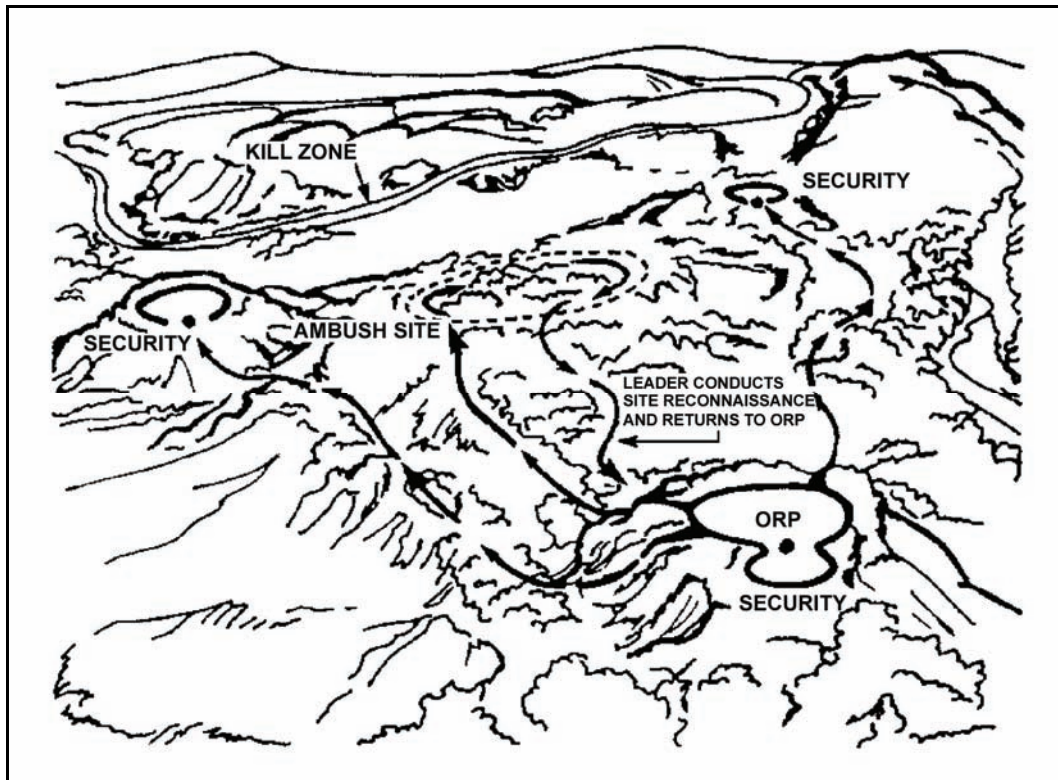 KILL ZONE
SECURITY
AMBUSH SITE
SECURITY
LEADER CONDUCTS
SITE RECONNAISSANCE
AND RETURNS TO ORP
ORP
SECURITY